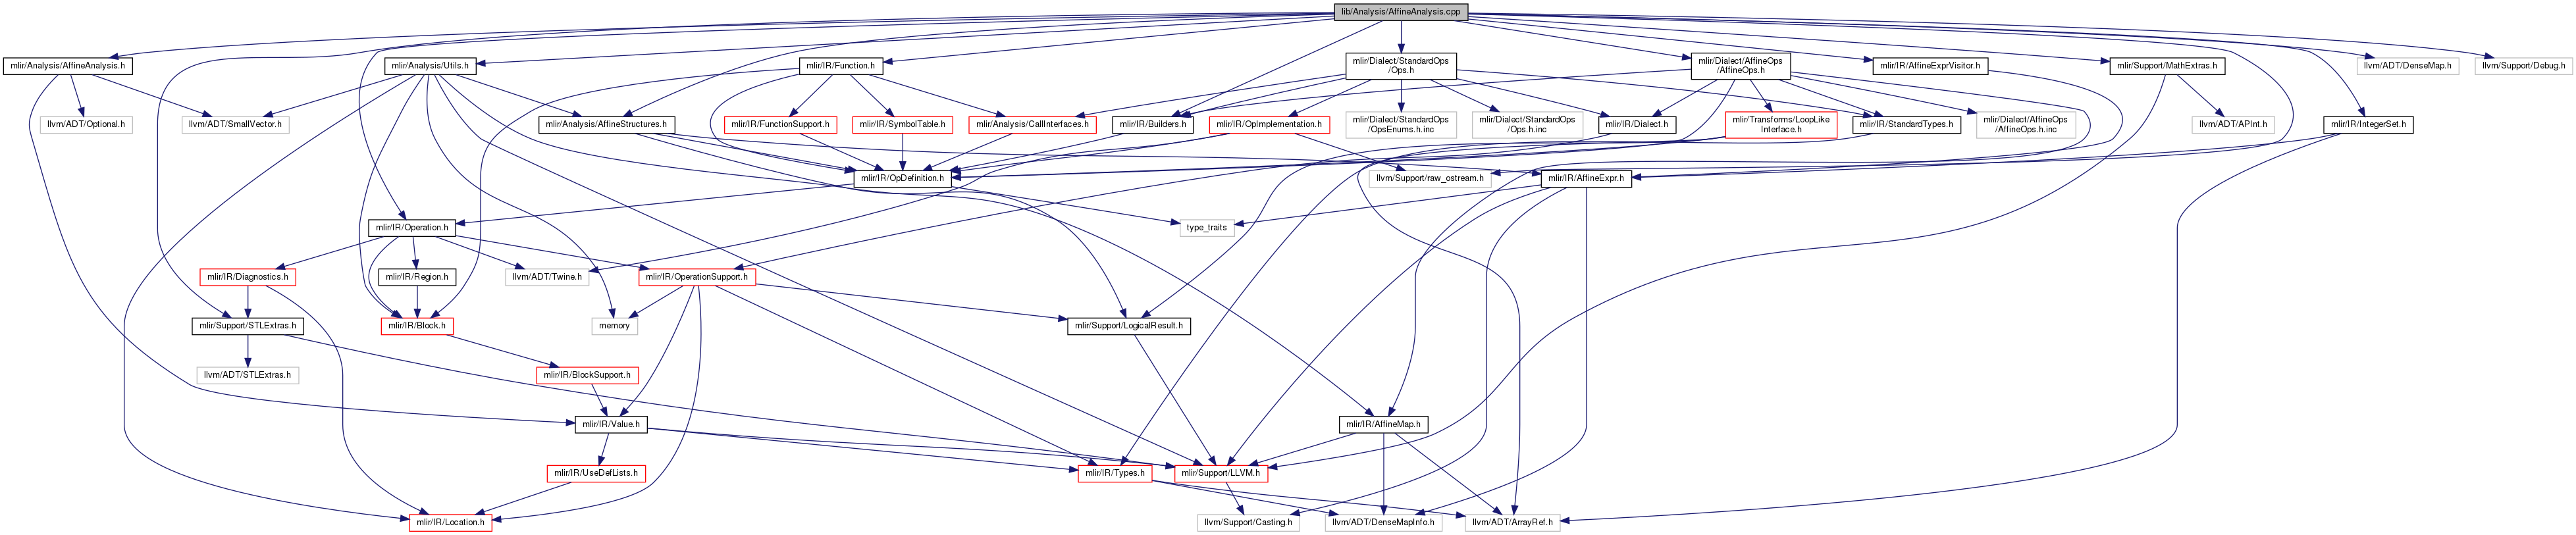 lib/Analysis/AffineAnalysis.cpp
mlir/Analysis/AffineAnalysis.h
mlir/Analysis/Utils.h
mlir/IR/Function.h
mlir/Dialect/StandardOps
/Ops.h
mlir/Dialect/AffineOps
/AffineOps.h
mlir/IR/AffineExprVisitor.h
mlir/Support/MathExtras.h
llvm/ADT/DenseMap.h
llvm/Support/Debug.h
llvm/ADT/Optional.h
llvm/ADT/SmallVector.h
mlir/Analysis/AffineStructures.h
mlir/IR/FunctionSupport.h
mlir/IR/SymbolTable.h
mlir/Analysis/CallInterfaces.h
mlir/IR/Builders.h
mlir/IR/OpImplementation.h
mlir/Dialect/StandardOps
/OpsEnums.h.inc
mlir/Dialect/StandardOps
/Ops.h.inc
mlir/IR/Dialect.h
mlir/Transforms/LoopLike
Interface.h
mlir/IR/StandardTypes.h
mlir/Dialect/AffineOps
/AffineOps.h.inc
llvm/ADT/APInt.h
mlir/IR/IntegerSet.h
mlir/IR/OpDefinition.h
llvm/Support/raw_ostream.h
mlir/IR/AffineExpr.h
mlir/IR/Operation.h
type_traits
mlir/IR/Diagnostics.h
mlir/IR/Region.h
llvm/ADT/Twine.h
mlir/IR/OperationSupport.h
mlir/Support/STLExtras.h
mlir/IR/Block.h
memory
mlir/Support/LogicalResult.h
llvm/ADT/STLExtras.h
mlir/IR/BlockSupport.h
mlir/IR/Value.h
mlir/IR/AffineMap.h
mlir/IR/UseDefLists.h
mlir/IR/Types.h
mlir/Support/LLVM.h
mlir/IR/Location.h
llvm/Support/Casting.h
llvm/ADT/DenseMapInfo.h
llvm/ADT/ArrayRef.h